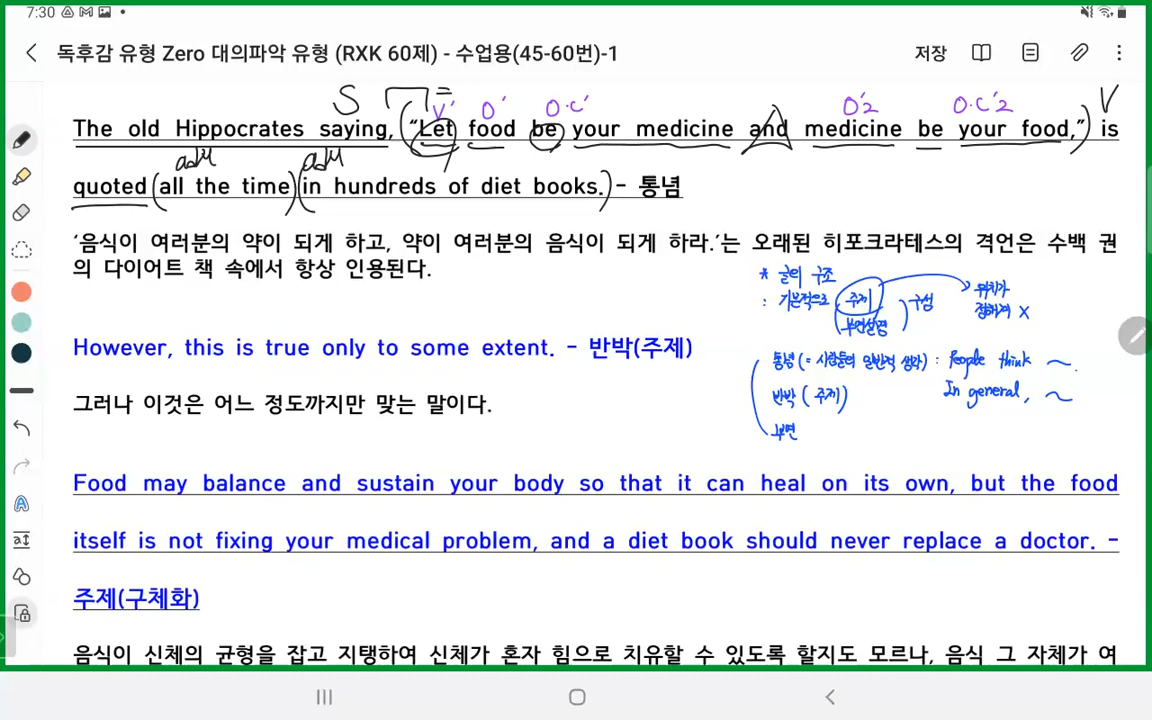 7:30
독후감 유형 Zero 대의파악 유형 (RXK 60제) - 수업용(45-60번)-1
저장
S = V' O' O.C' O'2 O.C'2 V
The old Hippocrates saying, ("Let food be your medicine and medicine be your food,") is
adv adv
quoted (all the time) (in hundreds of diet books.) - 통념
'음식이 여러분의 약이 되게 하고, 약이 여러분의 음식이 되게 하라.'는 오래된 히포크라테스의 격언은 수백 권
의 다이어트 책 속에서 항상 인용된다.
* 글의 구조
: 기본적으로 주제 구성 위치가
부연설명 정해져 X
However, this is true only to some extent. - 반박(주제)
통념 (= 사람들의 일반적 생각) : People think ~.
반박 (주제) In general, ~
그러나 이것은 어느 정도까지만 맞는 말이다.
부연
Food may balance and sustain your body so that it can heal on its own, but the food
itself is not fixing your medical problem, and a diet book should never replace a doctor. -
주제(구체화)
음식이 신체의 균형을 잡고 지탱하여 신체가 혼자 힘으로 치유할 수 있도록 할지도 모르나, 음식 그 자체가 여